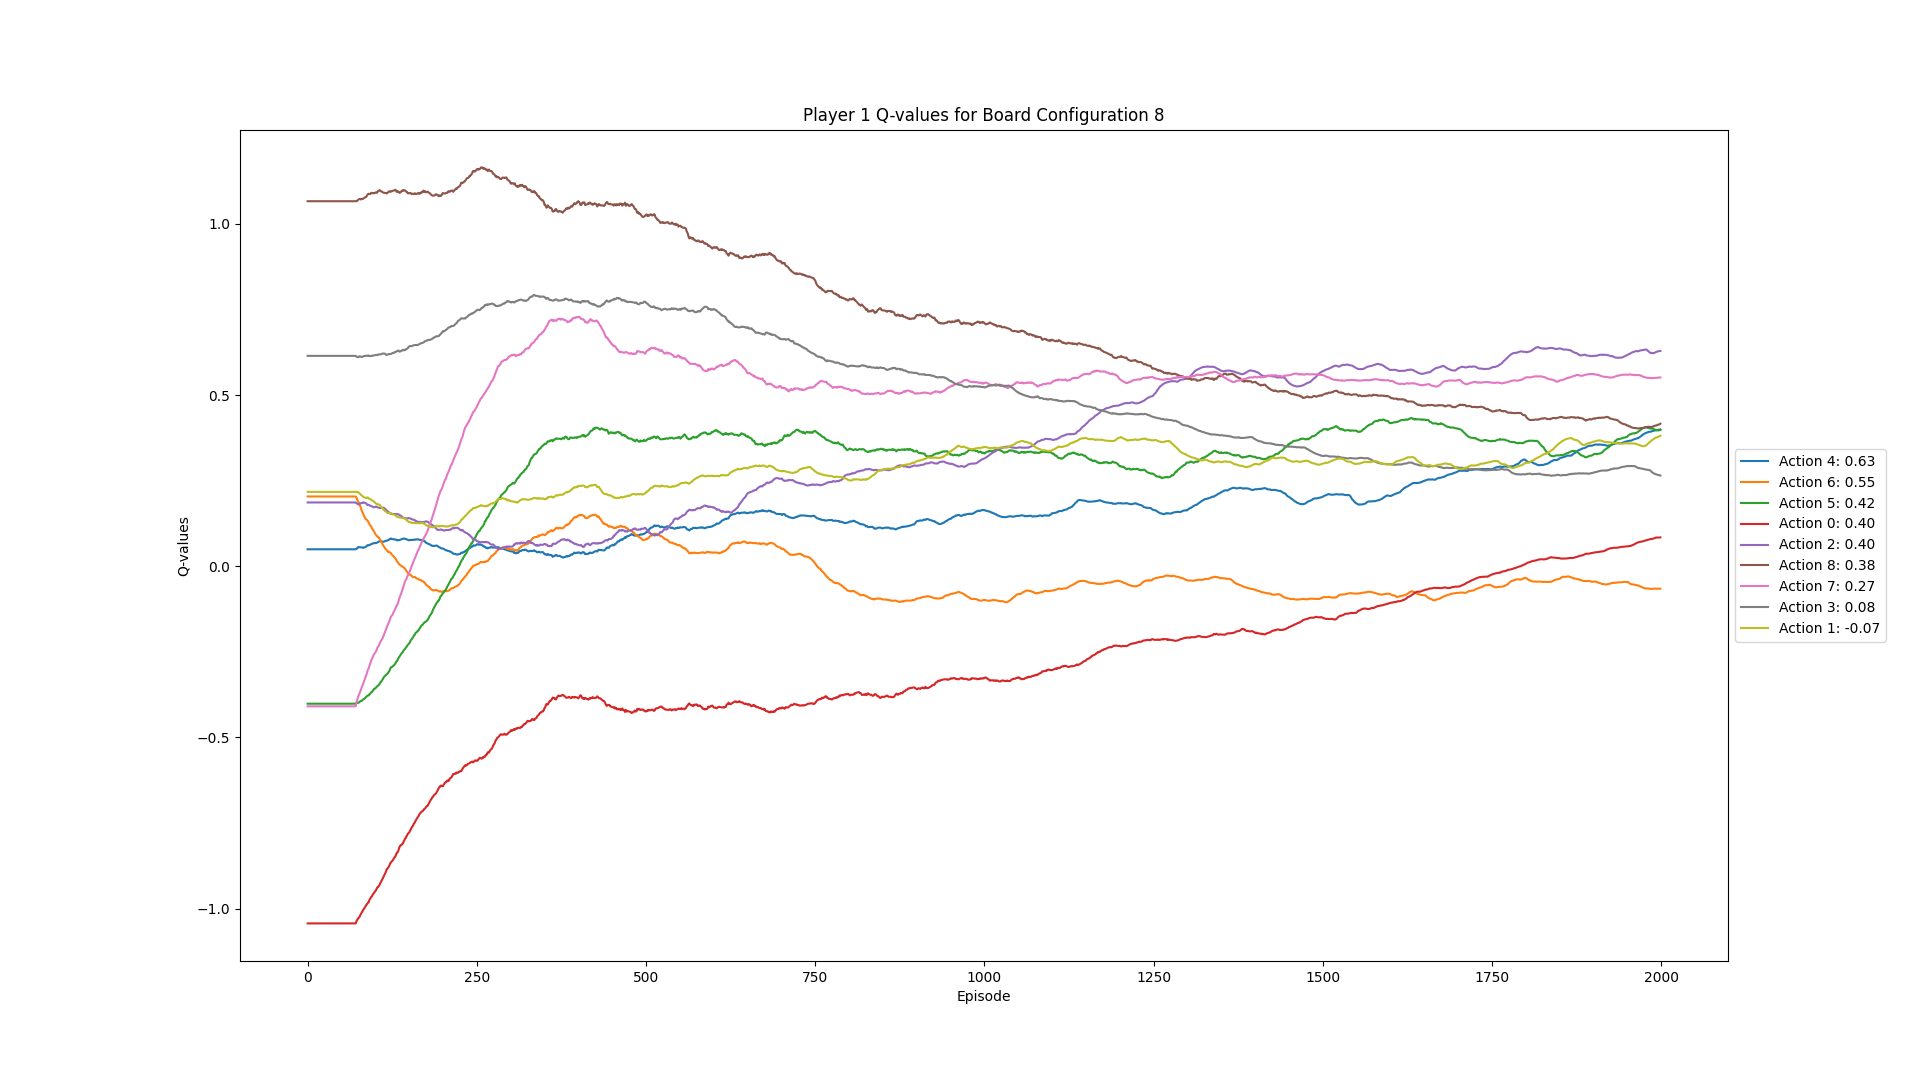 Player 1 Q-values for Board Configuration 8
1.0
0.5
0.0
−0.5
−1.0
Q-values
0
250
500
750
1000
1250
1500
1750
2000
Episode
Action 4: 0.63
Action 6: 0.55
Action 5: 0.42
Action 0: 0.40
Action 2: 0.40
Action 8: 0.38
Action 7: 0.27
Action 3: 0.08
Action 1: -0.07